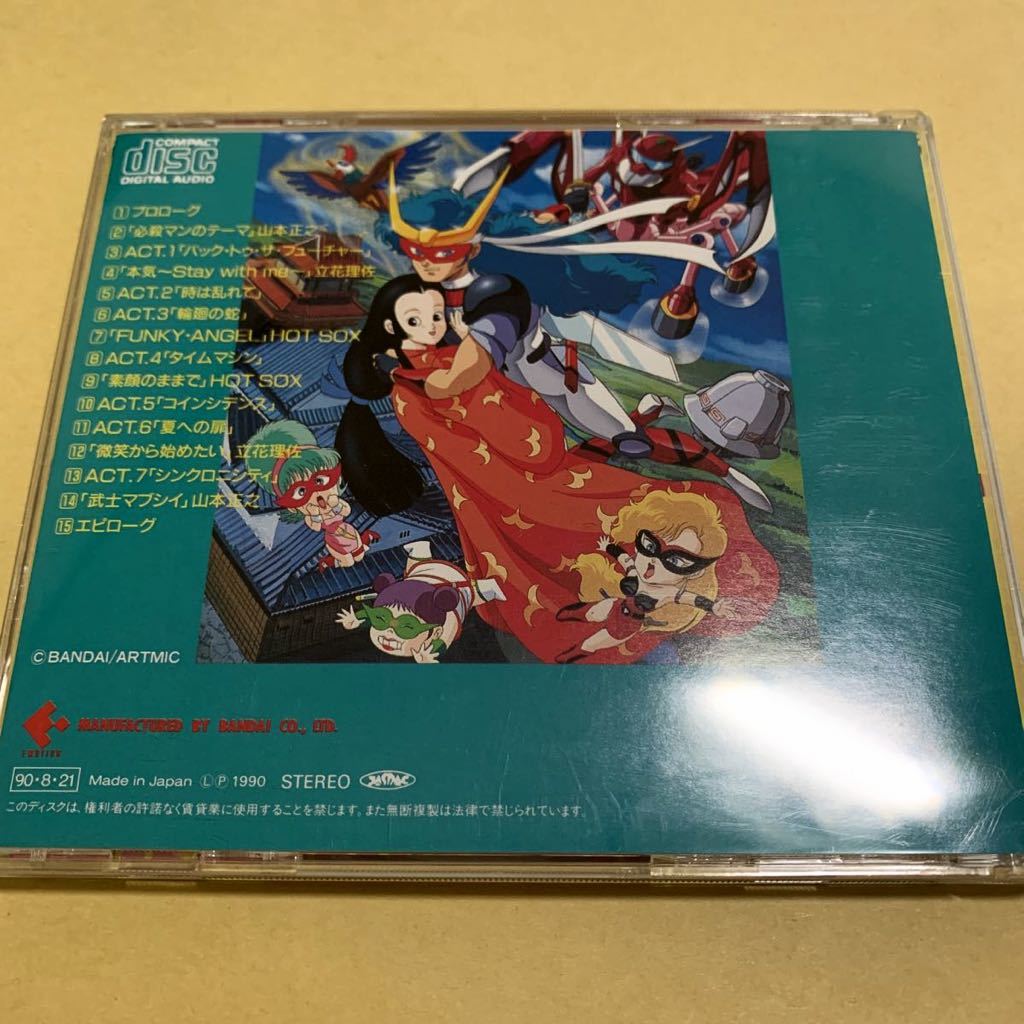 COMPACT
disc
DIGITAL AUDIO
1 プロローグ
2 「必殺マンのテーマ」山本正之
3 ACT.1「バック・トゥ・ザ・フューチャー」
4 「本気〜Stay with me〜」立花理佐
5 ACT.2「時は乱れて」
6 ACT.3「輪廻の蛇」
7 「FUNKY・ANGEL」HOT SOX
8 ACT.4「タイムマシン」
9 「素顔のままで」HOT SOX
10 ACT.5「コインシデンス」
11 ACT.6「夏への扉」
12 「微笑から始めたい」立花理佐
13 ACT.7「シンクロニシティ」
14 「武士マブシイ」山本正之
15 エピローグ
©BANDAI/ARTMIC
MANUFACTURED BY BANDAI CO., LTD.
90・8・21 Made in Japan ⓁⓅ1990 STEREO JASRAC
このディスクは、権利者の許諾なく賃貸業に使用することを禁じます。また無断複製は法律で禁じられています。